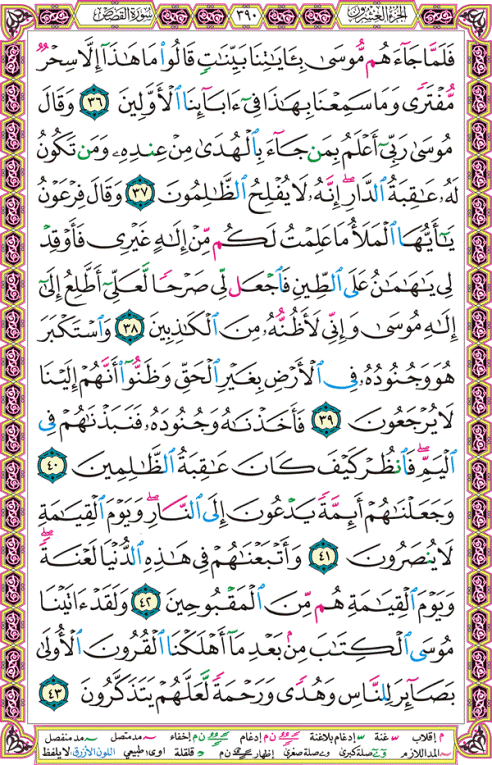 الجزء العشرون ٣٩٠ سورة القصص
فَلَمَّا جَآءَهُم مُّوسَىٰ بِـَٔايَٰتِنَا بَيِّنَٰتٍ قَالُوا۟ مَا هَٰذَآ إِلَّا سِحْرٌ
مُّفْتَرًى وَمَا سَمِعْنَا بِهَٰذَا فِىٓ ءَابَآئِنَا ٱلْأَوَّلِينَ ٣٦ وَقَالَ
مُوسَىٰ رَبِّىٓ أَعْلَمُ بِمَن جَآءَ بِٱلْهُدَىٰ مِنْ عِندِهِۦ وَمَن تَكُونُ
لَهُۥ عَٰقِبَةُ ٱلدَّارِ ۖ إِنَّهُۥ لَا يُفْلِحُ ٱلظَّٰلِمُونَ ٣٧ وَقَالَ فِرْعَوْنُ
يَٰٓأَيُّهَا ٱلْمَلَأُ مَا عَلِمْتُ لَكُم مِّنْ إِلَٰهٍ غَيْرِى فَأَوْقِدْ
لِى يَٰهَٰمَٰنُ عَلَى ٱلطِّينِ فَٱجْعَل لِّى صَرْحًا لَّعَلِّىٓ أَطَّلِعُ إِلَىٰٓ
إِلَٰهِ مُوسَىٰ وَإِنِّى لَأَظُنُّهُۥ مِنَ ٱلْكَٰذِبِينَ ٣٨ وَٱسْتَكْبَرَ
هُوَ وَجُنُودُهُۥ فِى ٱلْأَرْضِ بِغَيْرِ ٱلْحَقِّ وَظَنُّوٓا۟ أَنَّهُمْ إِلَيْنَا
لَا يُرْجَعُونَ ٣٩ فَأَخَذْنَٰهُ وَجُنُودَهُۥ فَنَبَذْنَٰهُمْ فِى
ٱلْيَمِّ ۖ فَٱنظُرْ كَيْفَ كَانَ عَٰقِبَةُ ٱلظَّٰلِمِينَ ٤٠
وَجَعَلْنَٰهُمْ أَئِمَّةً يَدْعُونَ إِلَى ٱلنَّارِ ۖ وَيَوْمَ ٱلْقِيَٰمَةِ
لَا يُنصَرُونَ ٤١ وَأَتْبَعْنَٰهُمْ فِى هَٰذِهِ ٱلدُّنْيَا لَعْنَةً ۖ
وَيَوْمَ ٱلْقِيَٰمَةِ هُم مِّنَ ٱلْمَقْبُوحِينَ ٤٢ وَلَقَدْ ءَاتَيْنَا
مُوسَى ٱلْكِتَٰبَ مِنۢ بَعْدِ مَآ أَهْلَكْنَا ٱلْقُرُونَ ٱلْأُولَىٰ
بَصَآئِرَ لِلنَّاسِ وَهُدًى وَرَحْمَةً لَّعَلَّهُمْ يَتَذَكَّرُونَ ٤٣
م إقلاب س غنة س إدغام بلاغنة ن م إدغام ن م إخفاء مد متصل مد منفصل
المد اللازم صلة كبرى صلة صغرى إظهار ن م قلقلة اوى طبيعي اللون الأزرق لا يلفظ